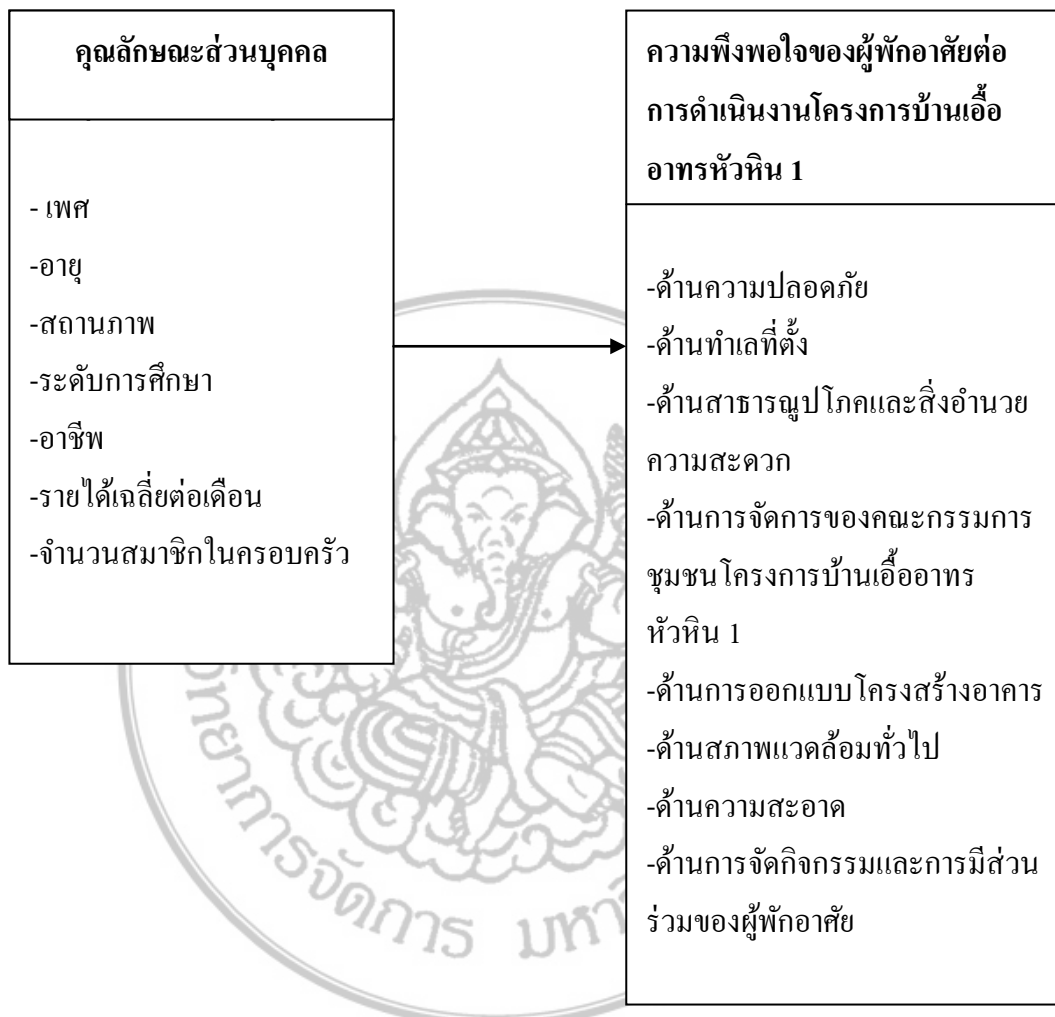 คุณลักษณะส่วนบุคคล
- เพศ
-อายุ
-สถานภาพ
-ระดับการศึกษา
-อาชีพ
-รายได้เฉลี่ยต่อเดือน
-จำนวนสมาชิกในครอบครัว
ความพึงพอใจของผู้พักอาศัยต่อ
การดำเนินงานโครงการบ้านเอื้อ
อาทรหัวหิน 1
-ด้านความปลอดภัย
-ด้านทำเลที่ตั้ง
-ด้านสาธารณูปโภคและสิ่งอำนวย
ความสะดวก
-ด้านการจัดการของคณะกรรมการ
ชุมชนโครงการบ้านเอื้ออาทร
หัวหิน 1
-ด้านการออกแบบโครงสร้างอาคาร
-ด้านสภาพแวดล้อมทั่วไป
-ด้านความสะอาด
-ด้านการจัดกิจกรรมและการมีส่วน
ร่วมของผู้พักอาศัย
ทยาการจัดการ มหา